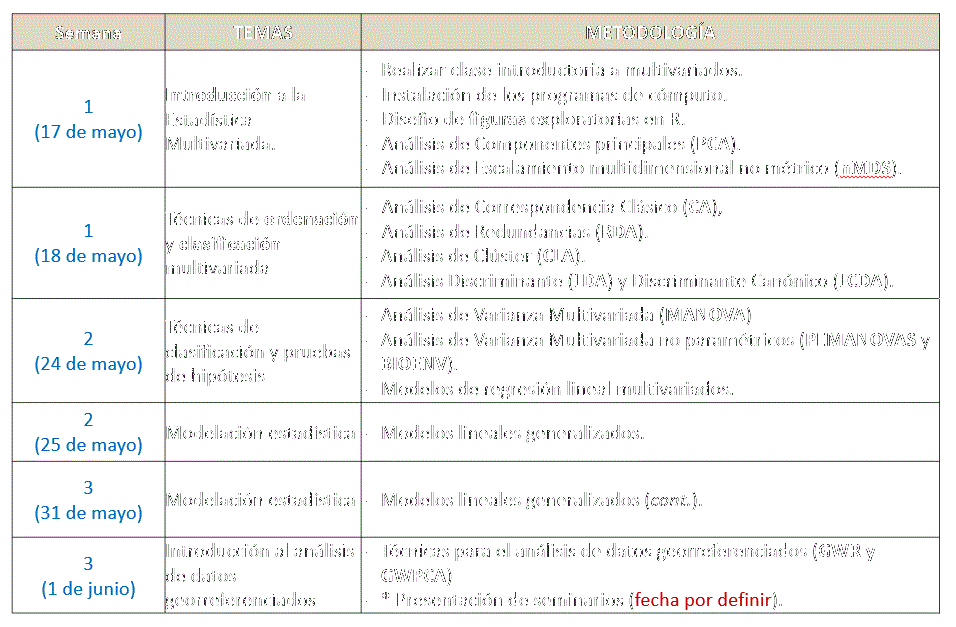 Semana TEMAS METODOLOGÍA
1
(17 de mayo)
Introducción a la
Estadística
Multivariada.
- Realizar clase introductoria a multivariados.
- Instalación de los programas de cómputo.
- Diseño de figuras exploratorias en R.
- Análisis de Componentes principales (PCA).
- Análisis de Escalamiento multidimensional no métrico (nMDS).
1
(18 de mayo)
Técnicas de ordenación
y clasificación
multivariada
- Análisis de Correspondencia Clásico (CA),
- Análisis de Redundancias (RDA).
- Análisis de Clúster (CLA).
- Análisis Discriminante (LDA) y Discriminante Canónico (LCDA).
2
(24 de mayo)
Técnicas de
clasificación y pruebas
de hipótesis
- Análisis de Varianza Multivariada (MANOVA)
- Análisis de Varianza Multivariada no paramétricos (PEMANOVAS y
BIOENV).
- Modelos de regresión lineal multivariados.
2
(25 de mayo)
Modelación estadística
- Modelos lineales generalizados.
3
(31 de mayo)
Modelación estadística
- Modelos lineales generalizados (cont.).
3
(1 de junio)
Introducción al análisis
de datos
georreferenciados
- Técnicas para el análisis de datos georreferenciados (GWR y
GWPCA)
- * Presentación de seminarios (fecha por definir).